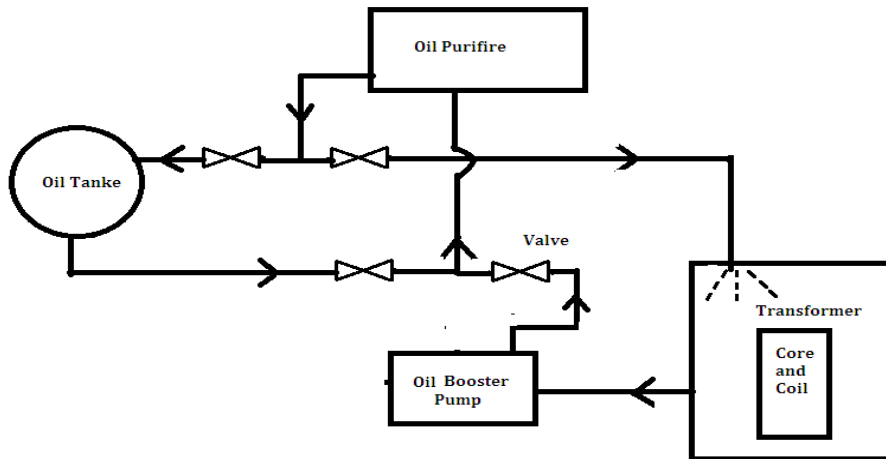 Oil Purifire
Oil Tanke
Valve
Transformer
Core
and
Coil
Oil Booster
Pump